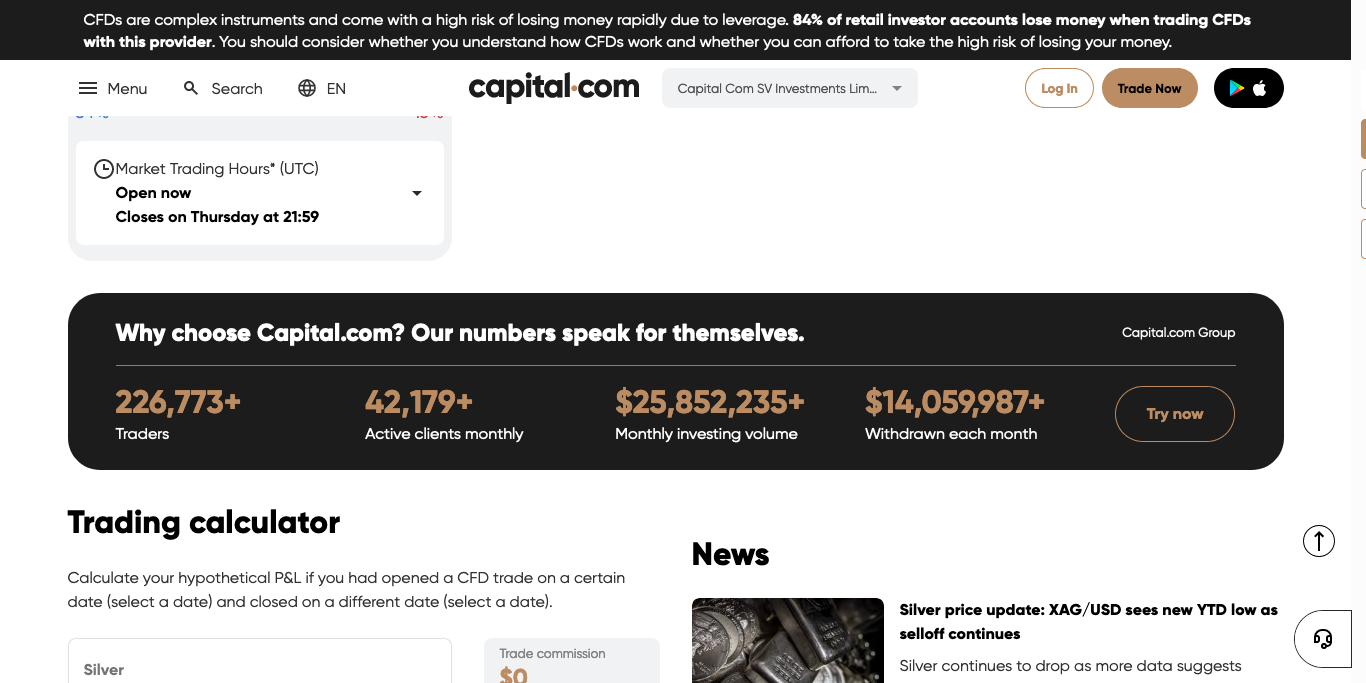 CFDs are complex instruments and come with a high risk of losing money rapidly due to leverage. 84% of retail investor accounts lose money when trading CFDs
with this provider. You should consider whether you understand how CFDs work and whether you can afford to take the high risk of losing your money.
Menu
Search
EN
capital.com
Capital Com SV Investments Lim...
Log In
Trade Now
Market Trading Hours* (UTC)
Open now
Closes on Thursday at 21:59
Why choose Capital.com? Our numbers speak for themselves.
Capital.com Group
226,773+
Traders
42,179+
Active clients monthly
$25,852,235+
Monthly investing volume
$14,059,987+
Withdrawn each month
Try now
Trading calculator
Calculate your hypothetical P&L if you had opened a CFD trade on a certain
date (select a date) and closed on a different date (select a date).
Silver
Trade commission
$0
News
Silver price update: XAG/USD sees new YTD low as
selloff continues
Silver continues to drop as more data suggests